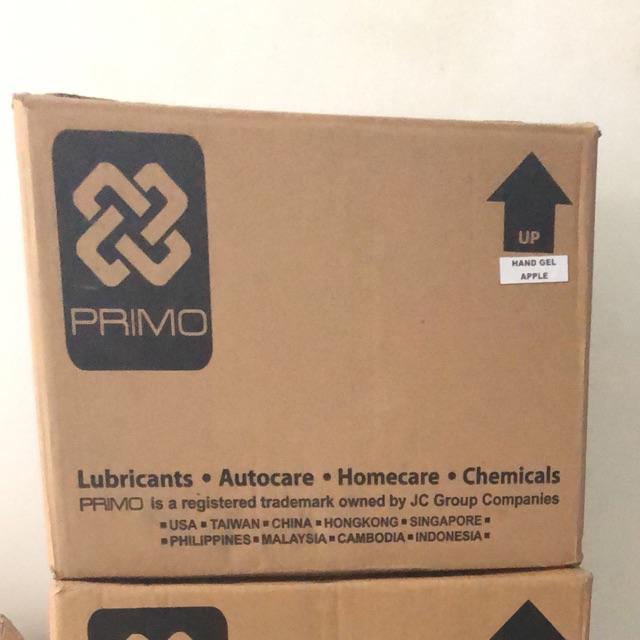 PRIMO
UP
HAND GEL
APPLE
Lubricants • Autocare • Homecare • Chemicals
PRIMO is a registered trademark owned by JC Group Companies
▪ USA ▪ TAIWAN ▪ CHINA ▪ HONGKONG ▪ SINGAPORE ▪
▪ PHILIPPINES ▪ MALAYSIA ▪ CAMBODIA ▪ INDONESIA ▪